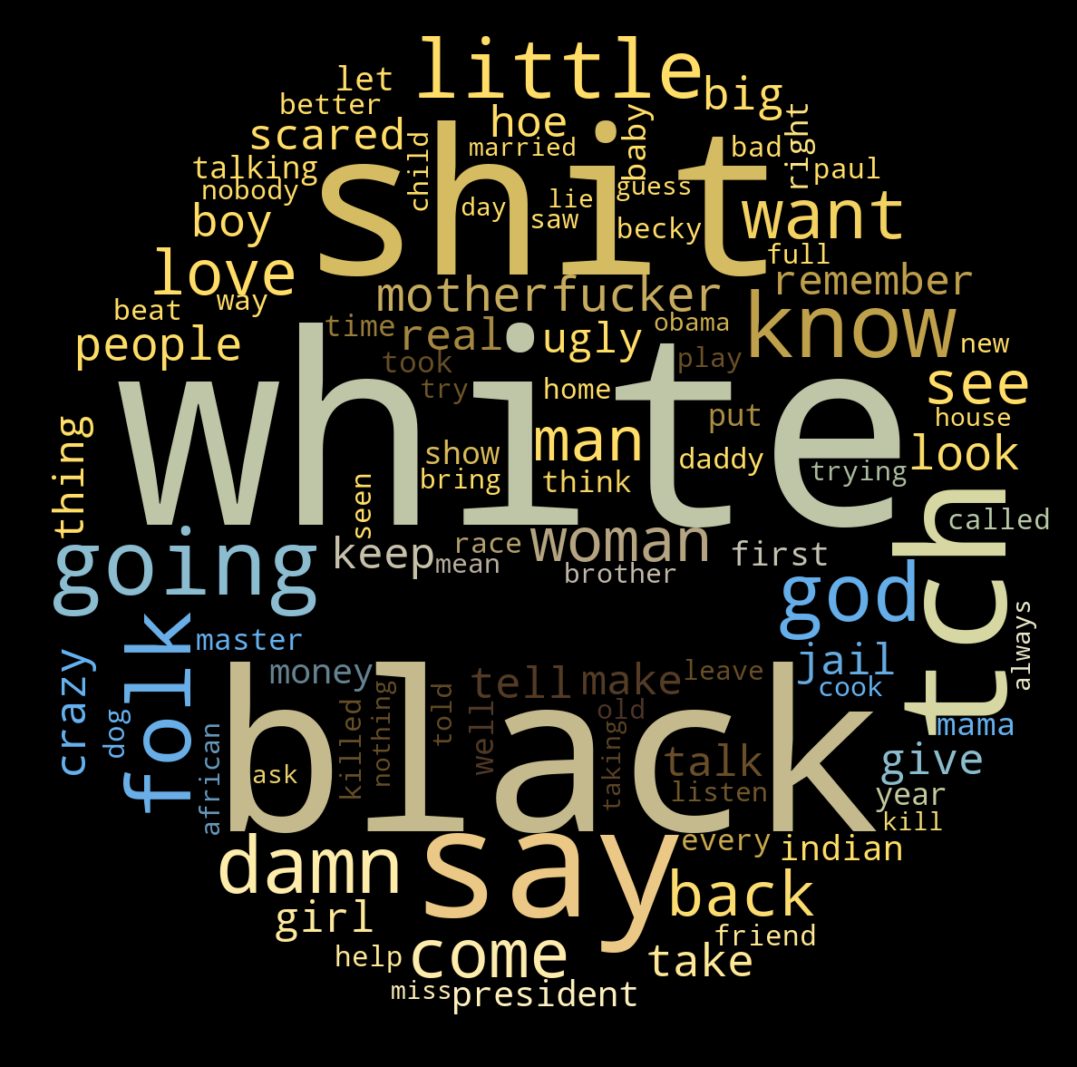 little
let
big
better
hoe
scared
married
child
baby
right
bad
shit
talking
nobody
paul
guess
lie
day
saw
boy
want
becky
full
love
remember
way
beat
motherfucker
time
real
ugly
obama
know
people
took
play
new
white
try
home
see
house
put
man
show
daddy
look
thing
trying
bring
think
seen
tch
called
going
keep
race
woman
first
mean
brother
god
always
folk
master
jail
crazy
money
tell
make
leave
cook
dog
old
mama
killed
nothing
told
well
black
african
ask
taking
talk
give
listen
year
kill
say
every
indian
damn
back
girl
friend
help
come
take
miss
president